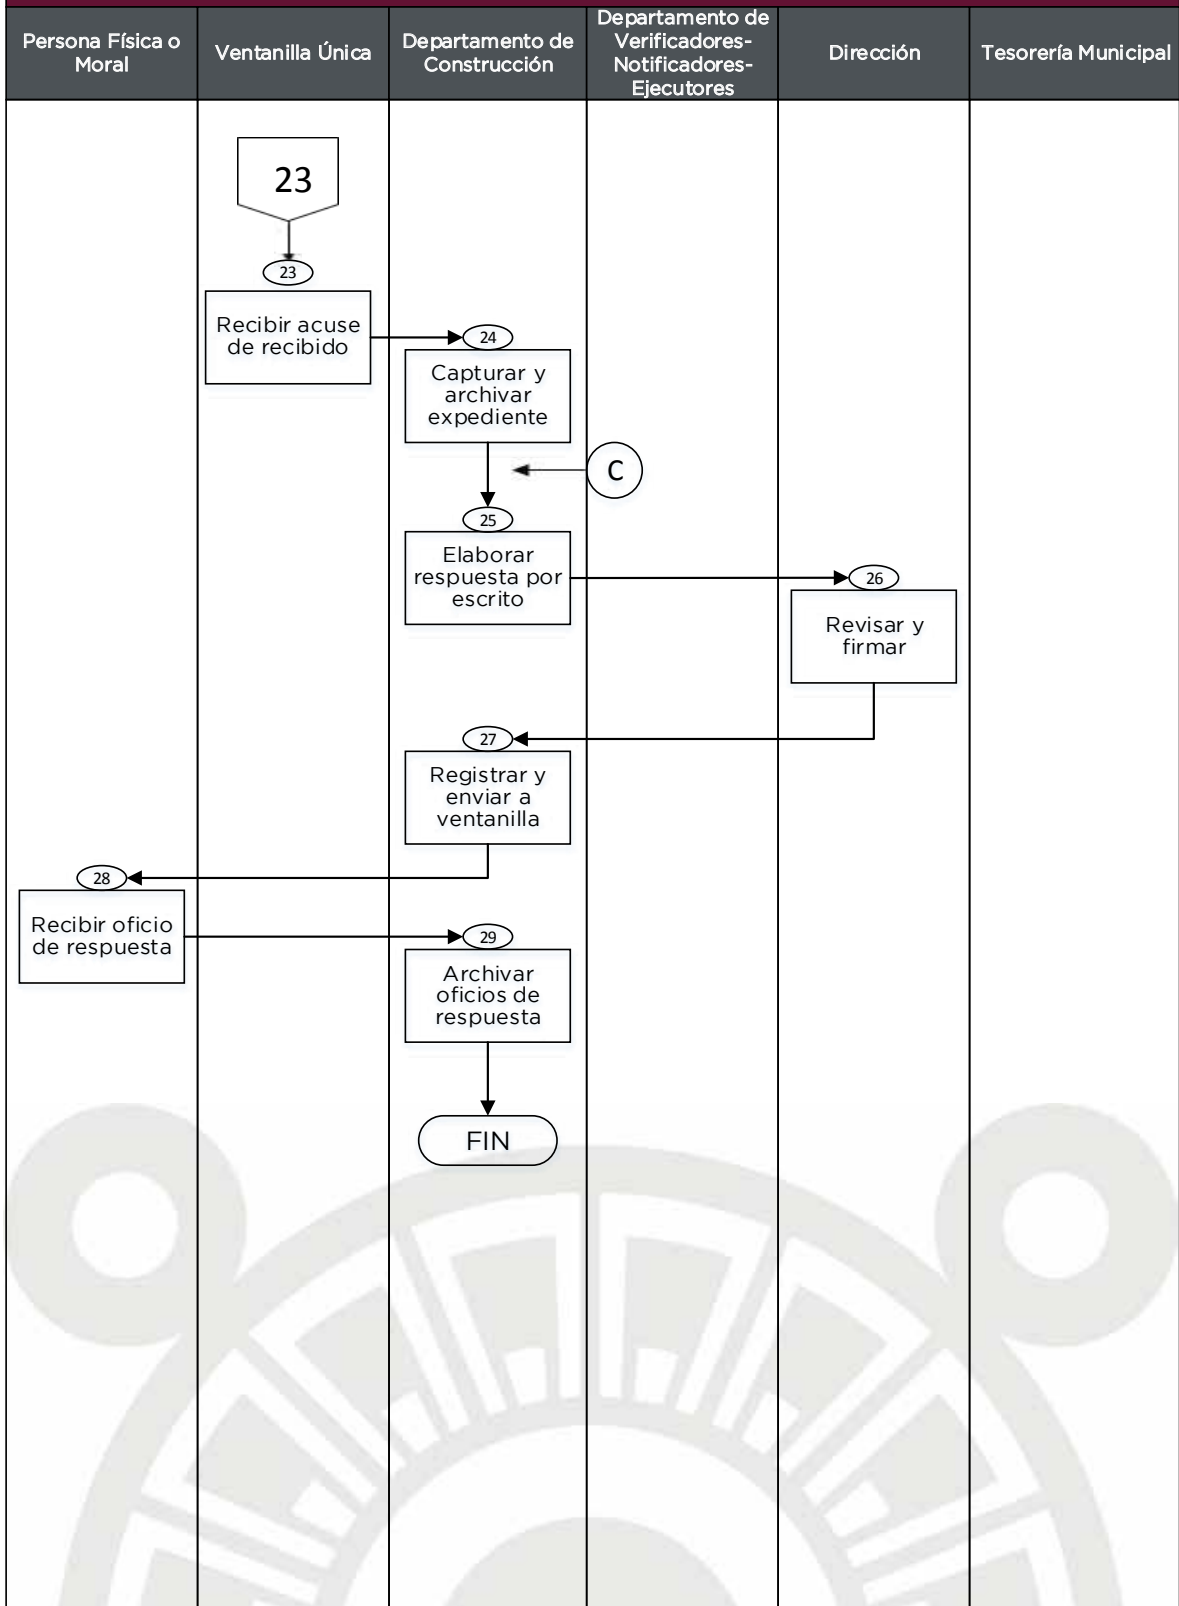 Persona Física o
Moral
Ventanilla Única
Departamento de
Construcción
Departamento de
Verificadores-
Notificadores-
Ejecutores
Dirección
Tesorería Municipal
23
23
Recibir acuse
de recibido
24
Capturar y
archivar
expediente
C
25
Elaborar
respuesta por
escrito
26
Revisar y
firmar
27
Registrar y
enviar a
ventanilla
28
Recibir oficio
de respuesta
29
Archivar
oficios de
respuesta
FIN